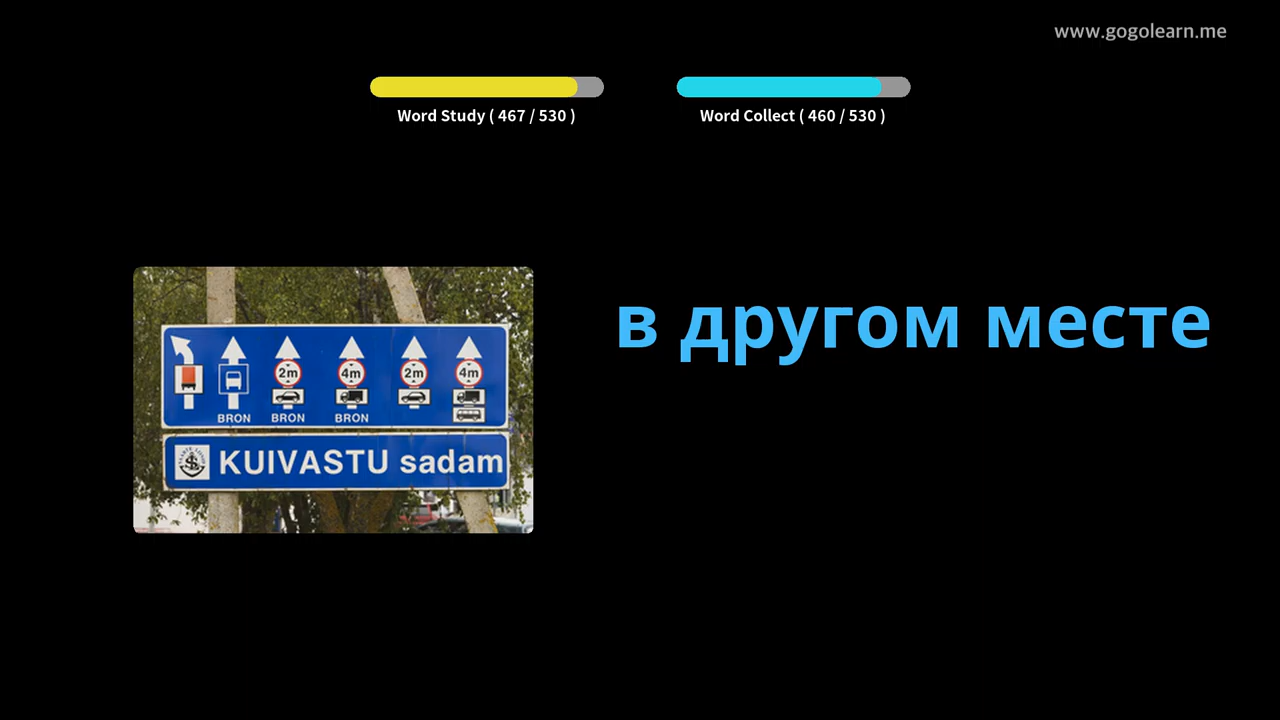 www.gogolearn.me
Word Study ( 467 / 530 )
Word Collect ( 460 / 530 )
в другом месте
2m
4m
2m
4m
BRON
BRON
BRON
KUIVASTU sadam